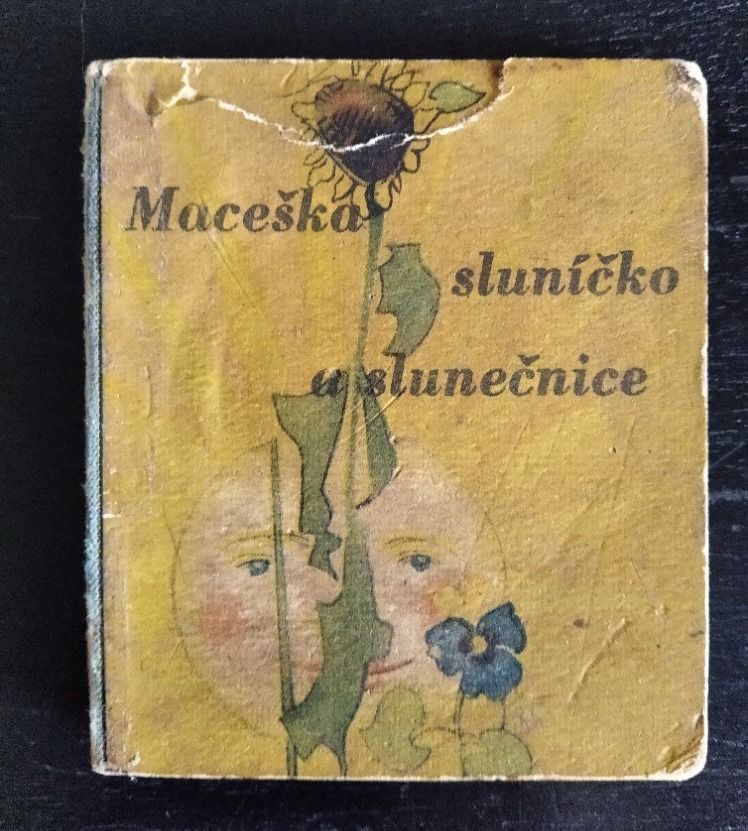 Maceška
sluníčko
a slunečnice